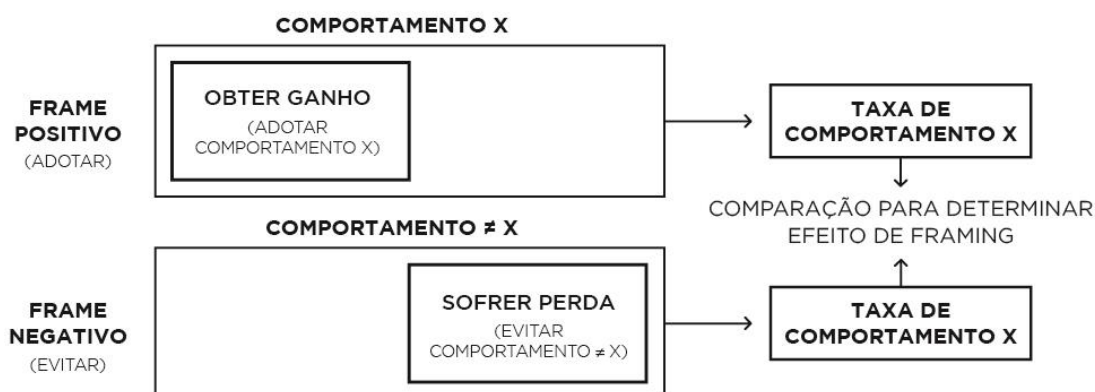 COMPORTAMENTO X
FRAME
POSITIVO
(ADOTAR)
OBTER GANHO
(ADOTAR
COMPORTAMENTO X)
TAXA DE
COMPORTAMENTO X
COMPARAÇÃO PARA DETERMINAR
EFEITO DE FRAMING
COMPORTAMENTO ≠ X
FRAME
NEGATIVO
(EVITAR)
SOFRER PERDA
(EVITAR
COMPORTAMENTO ≠ X)
TAXA DE
COMPORTAMENTO X